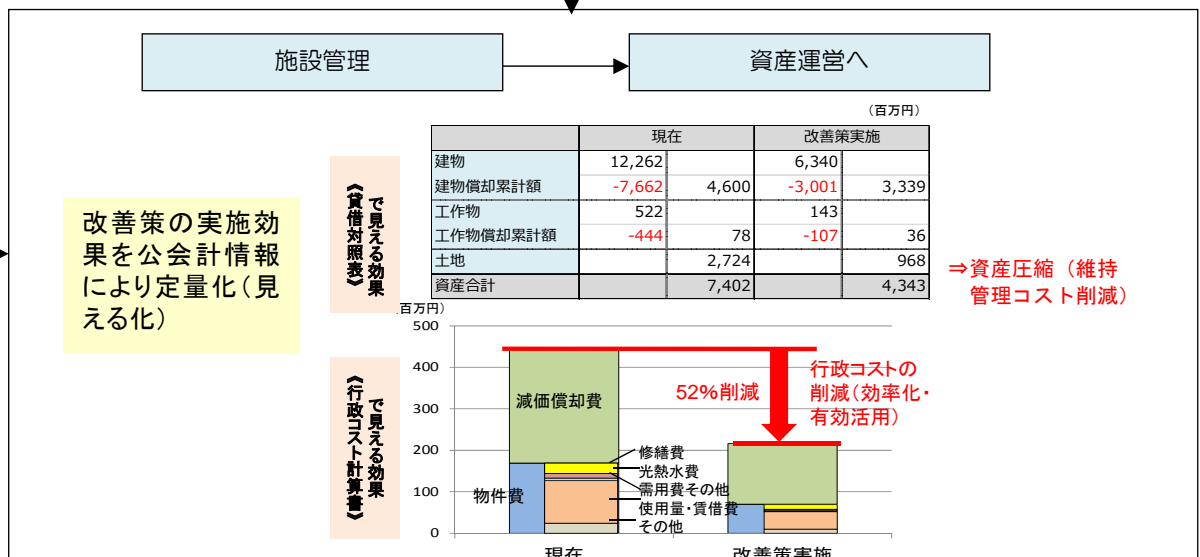 施設管理
資産運営へ
(百万円)
現在 改善策実施
建物 12,262 6,340
建物償却累計額 -7,662 4,600 -3,001 3,339
工作物 522 143
工作物償却累計額 -444 78 -107 36
土地 2,724 968
資産合計 7,402 4,343
《貸借対照表》
で見える効果
改善策の実施効
果を公会計情報
により定量化(見
える化)
⇒資産圧縮(維持
管理コスト削減)
百万円)
《行政コスト計算書》
で見える効果
500
400
300
200
100
0
減価償却費
物件費
修繕費
光熱水費
需用費その他
使用量・賃借費
その他
52%削減
行政コストの
削減(効率化・
有効活用)
現在
改善策実施